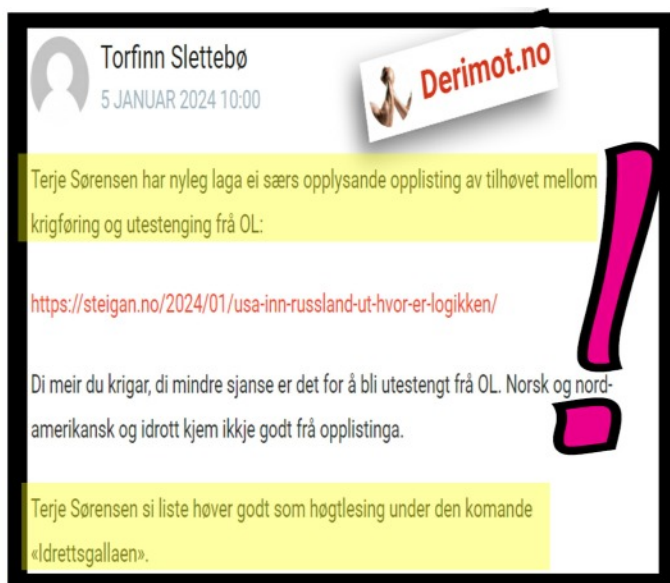 Torfinn Slettebø
5 JANUAR 2024 10:00
Derimot.no
Terje Sørensen har nyleg laga ei særs opplysande opplisting av tilhøvet mellom
krigføring og utestenging frå OL:
https://steigan.no/2024/01/usa-inn-russland-ut-hvor-er-logikken/
Di meir du krigar, di mindre sjanse er det for å bli utestengt frå OL. Norsk og nord-
amerikansk og idrott kjem ikkje godt frå opplistinga.
Terje Sørensen si liste høver godt som høgtlesing under den komande
«Idrettsgallaen».
!